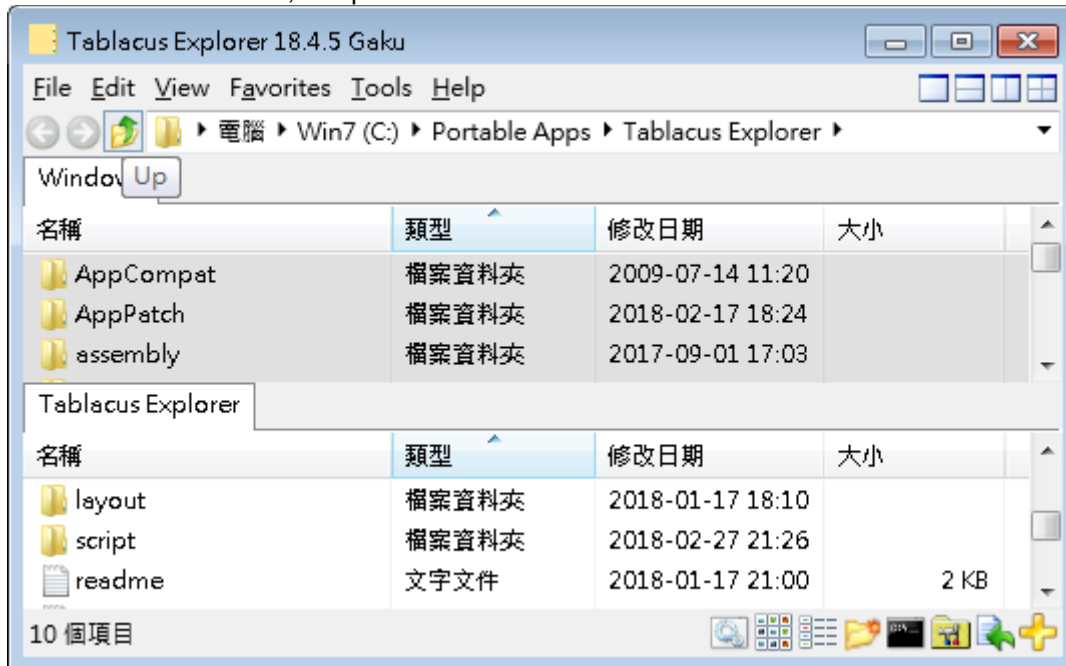 Tablacus Explorer 18.4.5 Gaku
File Edit View Favorites Tools Help
電腦 Win7 (C:) Portable Apps Tablacus Explorer
Up
名稱 類型 修改日期 大小
AppCompat 檔案資料夾 2009-07-14 11:20
AppPatch 檔案資料夾 2018-02-17 18:24
assembly 檔案資料夾 2017-09-01 17:03
Tablacus Explorer
名稱 類型 修改日期 大小
layout 檔案資料夾 2018-01-17 18:10
script 檔案資料夾 2018-02-27 21:26
readme 文字文件 2018-01-17 21:00 2 KB
10 個項目